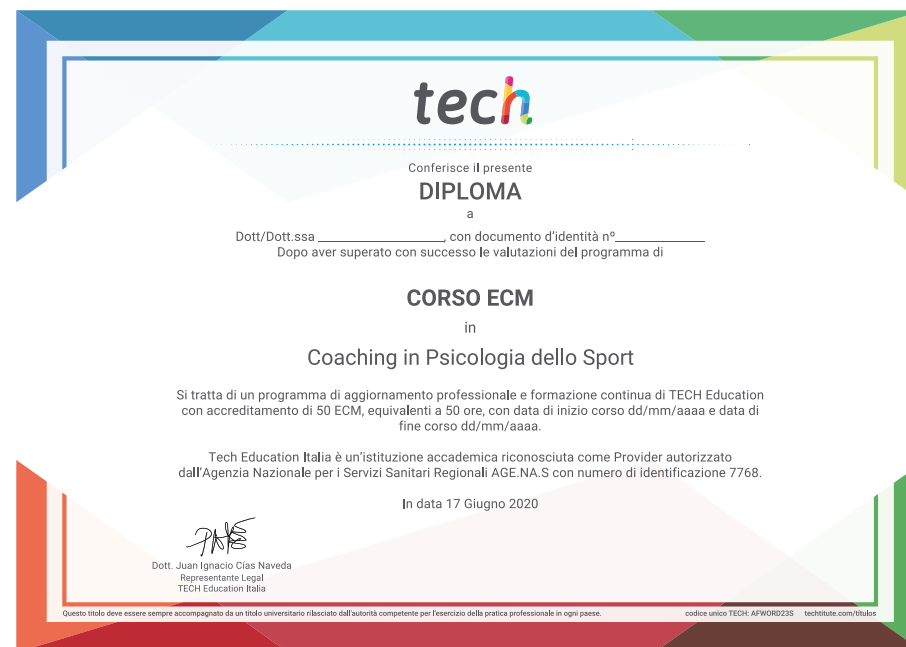 tech
Conferisce il presente
DIPLOMA
a
Dott/Dott.ssa _________________, con documento d'identità nº____________
Dopo aver superato con successo le valutazioni del programma di
CORSO ECM
in
Coaching in Psicologia dello Sport
Si tratta di un programma di aggiornamento professionale e formazione continua di TECH Education
con accreditamento di 50 ECM, equivalenti a 50 ore, con data di inizio corso dd/mm/aaaa e data di
fine corso dd/mm/aaaa.
Tech Education Italia è un'istituzione accademica riconosciuta come Provider autorizzato
dall'Agenzia Nazionale per i Servizi Sanitari Regionali AGE.NA.S con numero di identificazione 7768.
In data 17 Giugno 2020
Dott. Juan Ignacio Cías Naveda
Representante Legal
TECH Education Italia
Questo titolo deve essere sempre accompagnato da un titolo universitario rilasciato dall'autorità competente per l'esercizio della pratica professionale in ogni paese. codice unico TECH: AFWORD23S techtitute.com/títulos